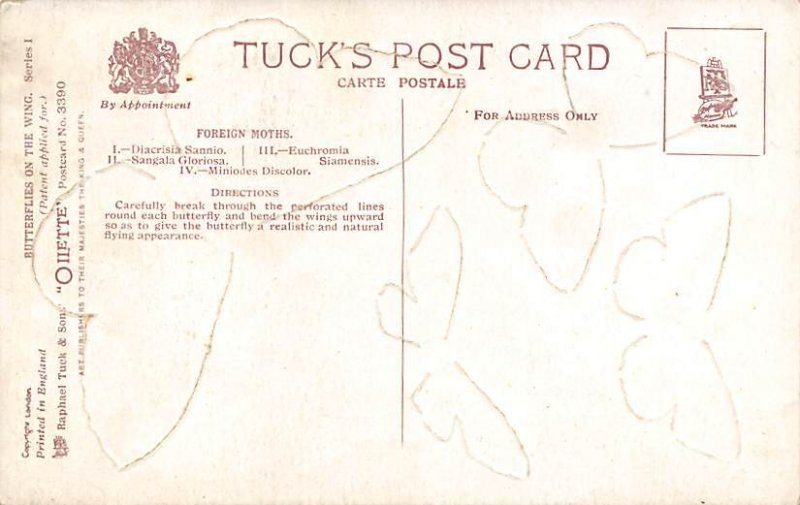 TUCK'S POST CARD
CARTE POSTALE
By Appointment
FOR ADDRESS ONLY
TRADE MARK
FOREIGN MOTHS.
I.—Diacrisia Sannio.
II.—Sangala Gloriosa.
III.—Euchromia
Siamensis.
IV.—Miniodes Discolor.
DIRECTIONS
Carefully break through the perforated lines
round each butterfly and bend the wings upward
so as to give the butterfly a realistic and natural
flying appearance.
BUTTERFLIES ON THE WING. Series I
(Patent applied for.)
Raphael Tuck & Sons' "OILETTE" Postcard No. 3390
ART PUBLISHERS TO THEIR MAJESTIES THE KING & QUEEN.
Copyright London
Printed in England